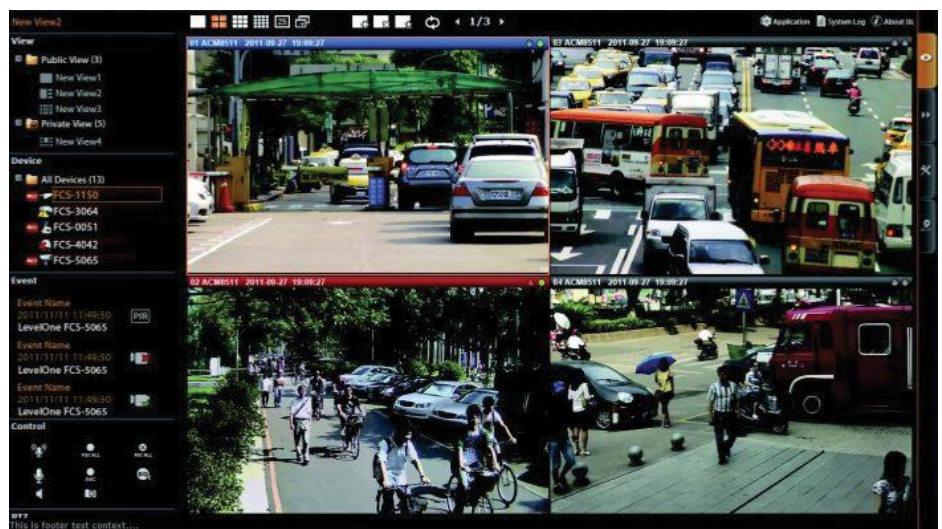 New View2
25
1/3
Application
System Log
About Us
View
Public View (3)
New View1
New View2
New View3
Private View (5)
New View4
Device
All Devices (13)
FCS-1150
FCS-3064
FCS-0051
FCS-4042
FCS-5065
Event
Event Name
2011/11/11 11:49:50
PIR
LevelOne FCS-5065
Event Name
2011/11/11 11:49:50
LevelOne FCS-5065
Event Name
2011/11/11 11:49:50
LevelOne FCS-5065
Control
RECALL
REC
This is footer test context....
01 ACM8511 2011-09-27 19:09:27
03 ACM8511 2011-09-27 19:09:27
02 ACM8511 2011-09-27 19:09:27
04 ACM8511 2011-09-27 19:09:27